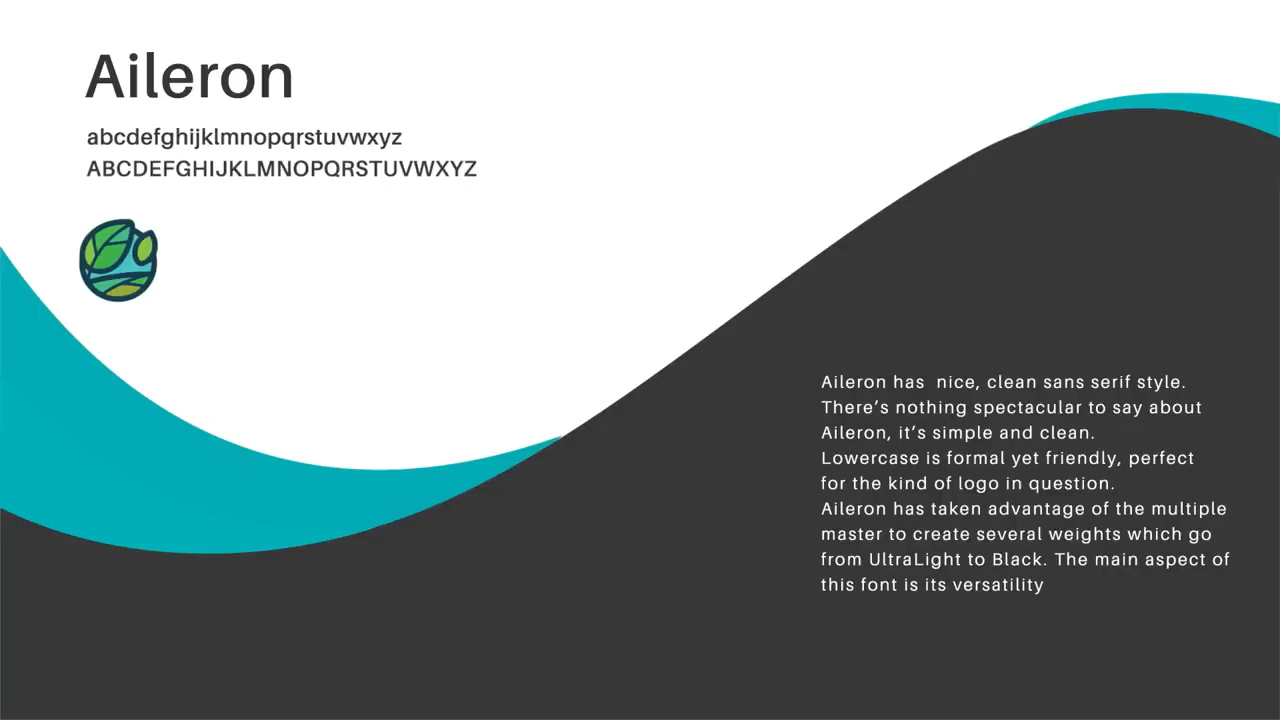 Aileron
abcdefghijklmnopqrstuvwxyz
ABCDEFGHIJKLMNOPQRSTUVWXYZ
Aileron has  nice, clean sans serif style.
There’s nothing spectacular to say about
Aileron, it’s simple and clean.
Lowercase is formal yet friendly, perfect
for the kind of logo in question.
Aileron has taken advantage of the multiple
master to create several weights which go
from UltraLight to Black. The main aspect of
this font is its versatility